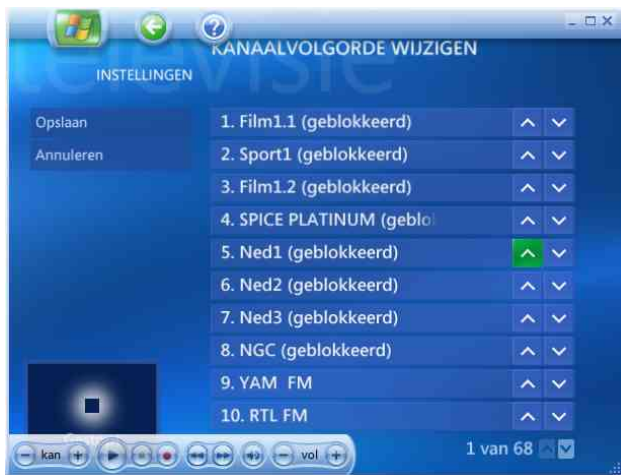 KANAALVOLGORDE WIJZIGEN
televisie
INSTELLINGEN
Opslaan
Annuleren
1. Film1.1 (geblokkeerd)
2. Sport1 (geblokkeerd)
3. Film1.2 (geblokkeerd)
4. SPICE PLATINUM (geblo
5. Ned1 (geblokkeerd)
6. Ned2 (geblokkeerd)
7. Ned3 (geblokkeerd)
8. NGC (geblokkeerd)
9. YAM FM
10. RTL FM
1 van 68
kan
vol